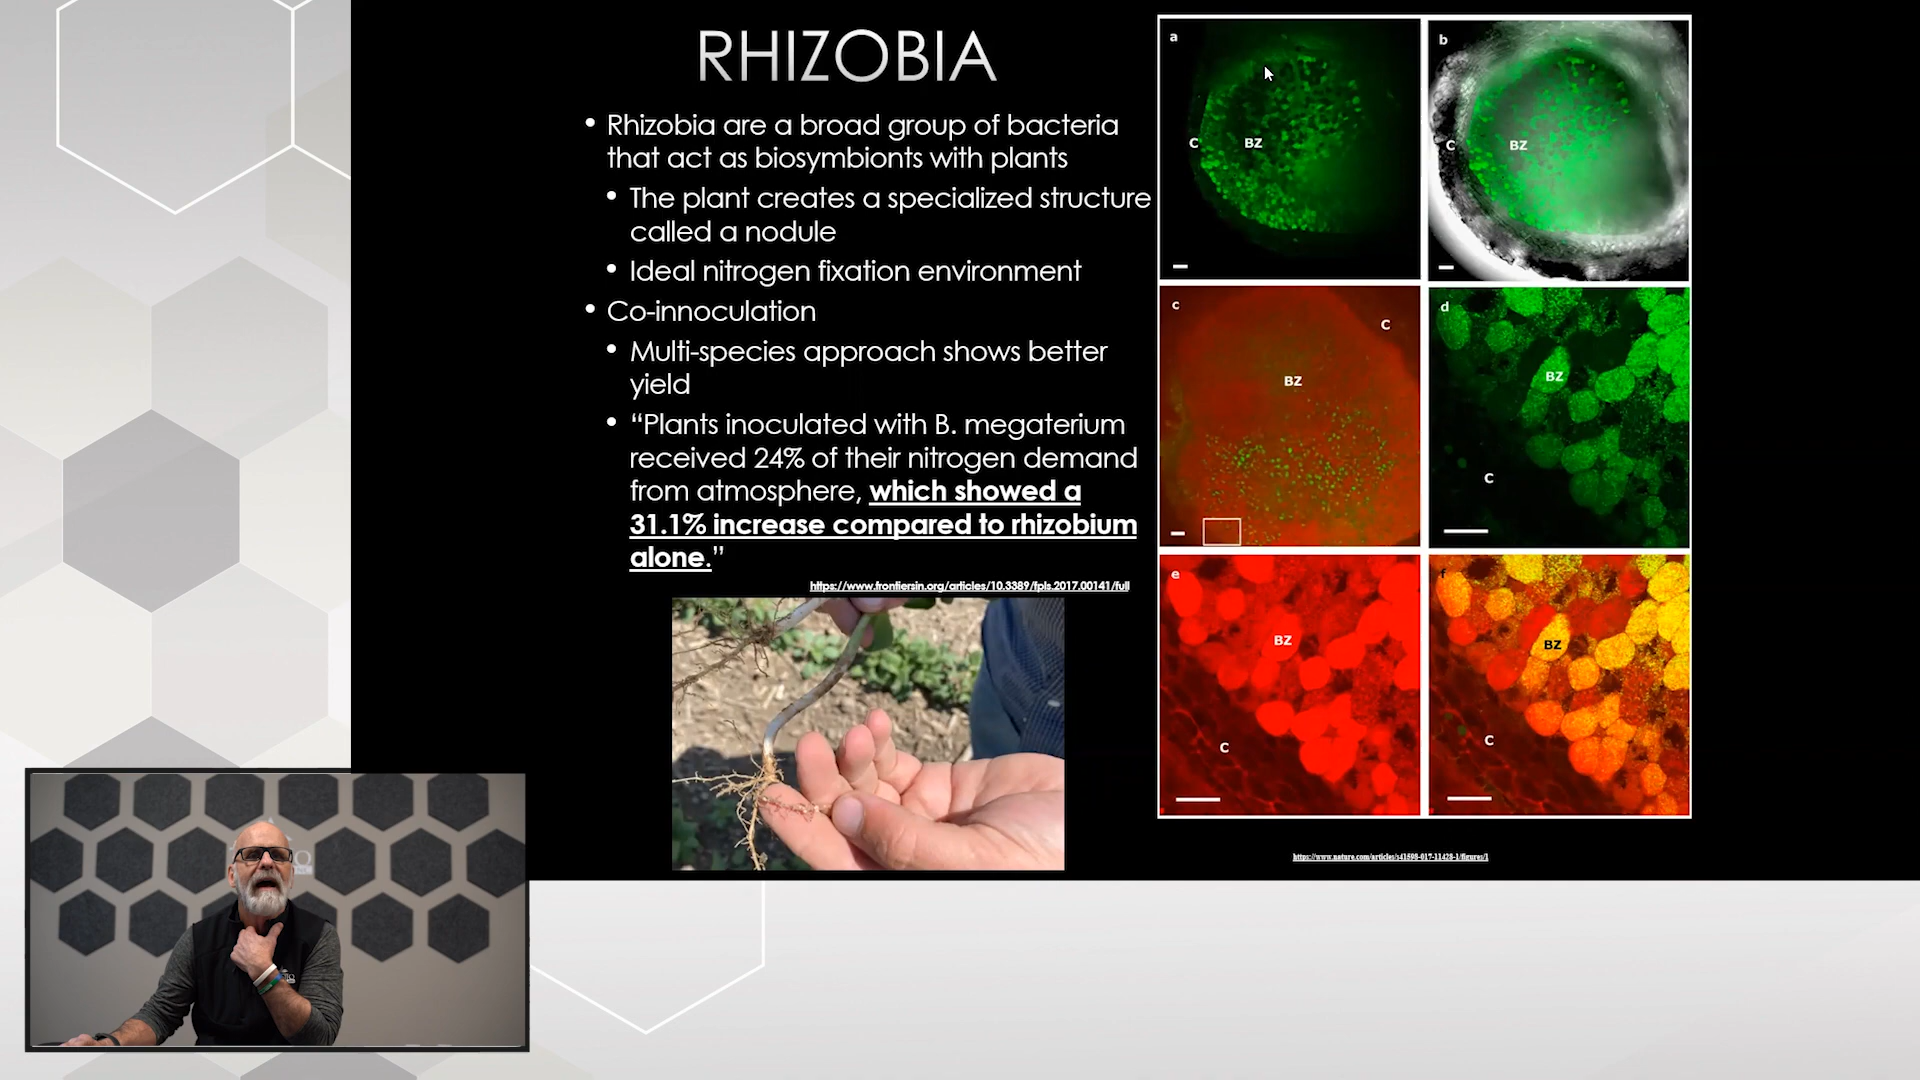 RHIZOBIA
• Rhizobia are a broad group of bacteria
that act as biosymbionts with plants
• The plant creates a specialized structure
called a nodule
• Ideal nitrogen fixation environment
• Co-innoculation
• Multi-species approach shows better
yield
• “Plants inoculated with B. megaterium
received 24% of their nitrogen demand
from atmosphere, which showed a
31.1% increase compared to rhizobium
alone.”
https://www.frontiersin.org/articles/10.3389/fpls.2017.00141/full
a
C
BZ
b
C
BZ
c
C
BZ
d
BZ
C
e
BZ
C
f
BZ
C
https://www.nature.com/articles/s41598-017-11428-1/figures/1